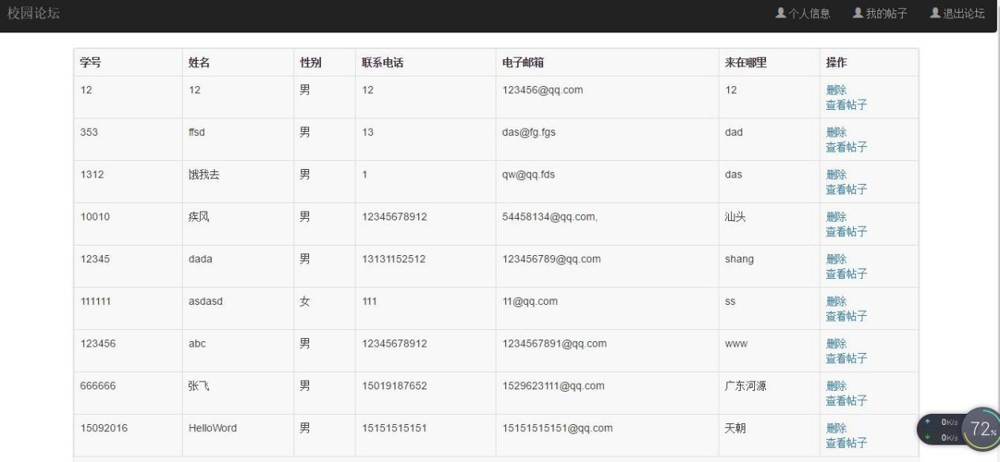 校园论坛 个人信息 我的帖子 退出论坛
学号 姓名 性别 联系电话 电子邮箱 来在哪里 操作
12 12 男 12 123456@qq.com 12 删除
查看帖子
353 ffsd 男 13 das@fg.fgs dad 删除
查看帖子
1312 饿我去 男 1 qw@qq.fds das 删除
查看帖子
10010 疾风 男 12345678912 54458134@qq.com, 汕头 删除
查看帖子
12345 dada 男 13131152512 123456789@qq.com shang 删除
查看帖子
111111 asdasd 女 111 11@qq.com ss 删除
查看帖子
123456 abc 男 12345678912 1234567891@qq.com www 删除
查看帖子
666666 张飞 男 15019187652 1529623111@qq.com 广东河源 删除
查看帖子
15092016 HelloWord 男 15151515151 15151515151@qq.com 天朝 删除
查看帖子
0K/s
0K/s
72%